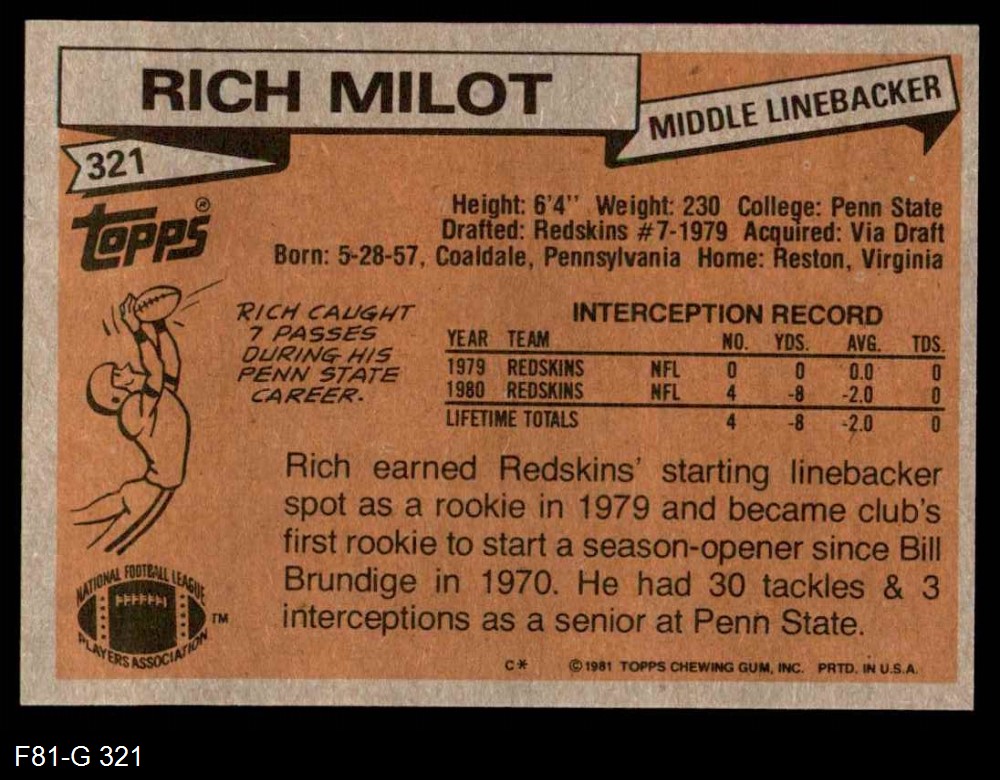 RICH MILOT
MIDDLE LINEBACKER
321
TOPPS®
Height: 6'4" Weight: 230 College: Penn State
Drafted: Redskins #7-1979 Acquired: Via Draft
Born: 5-28-57, Coaldale, Pennsylvania Home: Reston, Virginia
RICH CAUGHT
7 PASSES
DURING HIS
PENN STATE
CAREER.
INTERCEPTION RECORD
YEAR TEAM NO. YDS. AVG. TDS.
1979 REDSKINS NFL 0 0 0.0 0
1980 REDSKINS NFL 4 -8 -2.0 0
LIFETIME TOTALS 4 -8 -2.0 0
Rich earned Redskins' starting linebacker
spot as a rookie in 1979 and became club's
first rookie to start a season-opener since Bill
Brundige in 1970. He had 30 tackles & 3
interceptions as a senior at Penn State.
NATIONAL FOOTBALL LEAGUE
PLAYERS ASSOCIATION
TM
C* ©1981 TOPPS CHEWING GUM, INC. PRTD. IN U.S.A.
F81-G 321